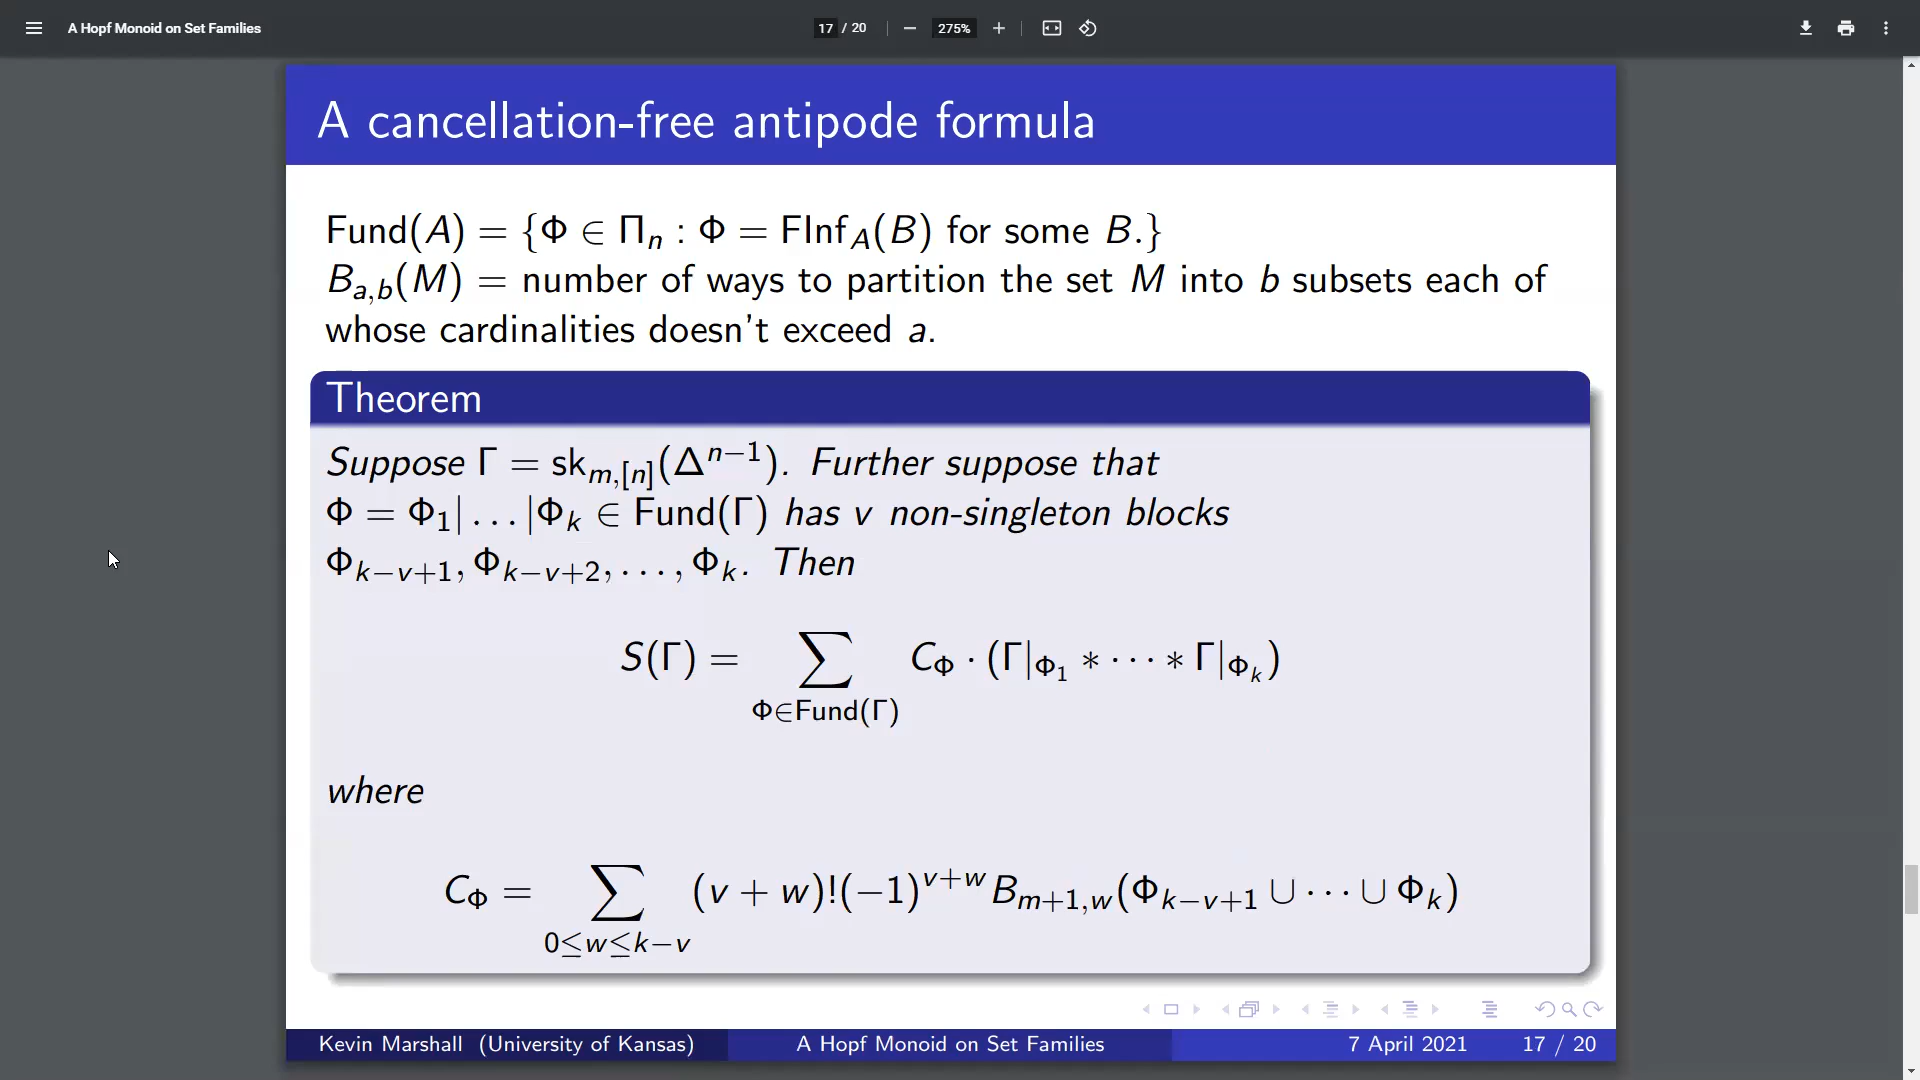 A Hopf Monoid on Set Families
17 / 20
275%
A cancellation-free antipode formula
Fund(A) = {Φ ∈ Πₙ : Φ = FInf_A(B) for some B.}
B_{a,b}(M) = number of ways to partition the set M into b subsets each of
whose cardinalities doesn't exceed a.
Theorem
Suppose Γ = sk_{m,[n]}(Δ^{n−1}). Further suppose that
Φ = Φ₁| . . . |Φ_k ∈ Fund(Γ) has v non-singleton blocks
Φ_{k−v+1}, Φ_{k−v+2}, . . . , Φ_k. Then
S(Γ) = ∑_{Φ∈Fund(Γ)} C_Φ · (Γ|_{Φ₁} ∗ · · · ∗ Γ|_{Φ_k})
where
C_Φ = ∑_{0≤w≤k−v} (v + w)!(−1)^{v+w} B_{m+1,w}(Φ_{k−v+1} ∪ · · · ∪ Φ_k)
Kevin Marshall (University of Kansas)
A Hopf Monoid on Set Families
7 April 2021
17 / 20